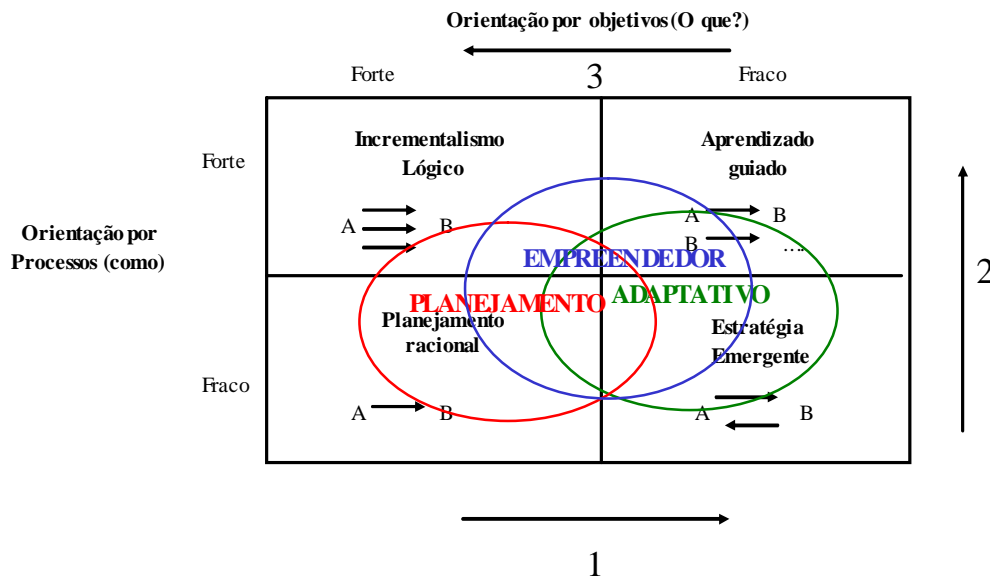 Orientação por objetivos (O que?)
Forte
3
Fraco
Incrementalismo
Lógico
Aprendizado
guiado
Forte
A
B
A
B
B
....
Orientação por
Processos (como)
EMPREENDEDOR
2
PLANEJAMENTO
ADAPTATIVO
Planejamento
racional
Estratégia
Emergente
Fraco
A
B
A
B
1